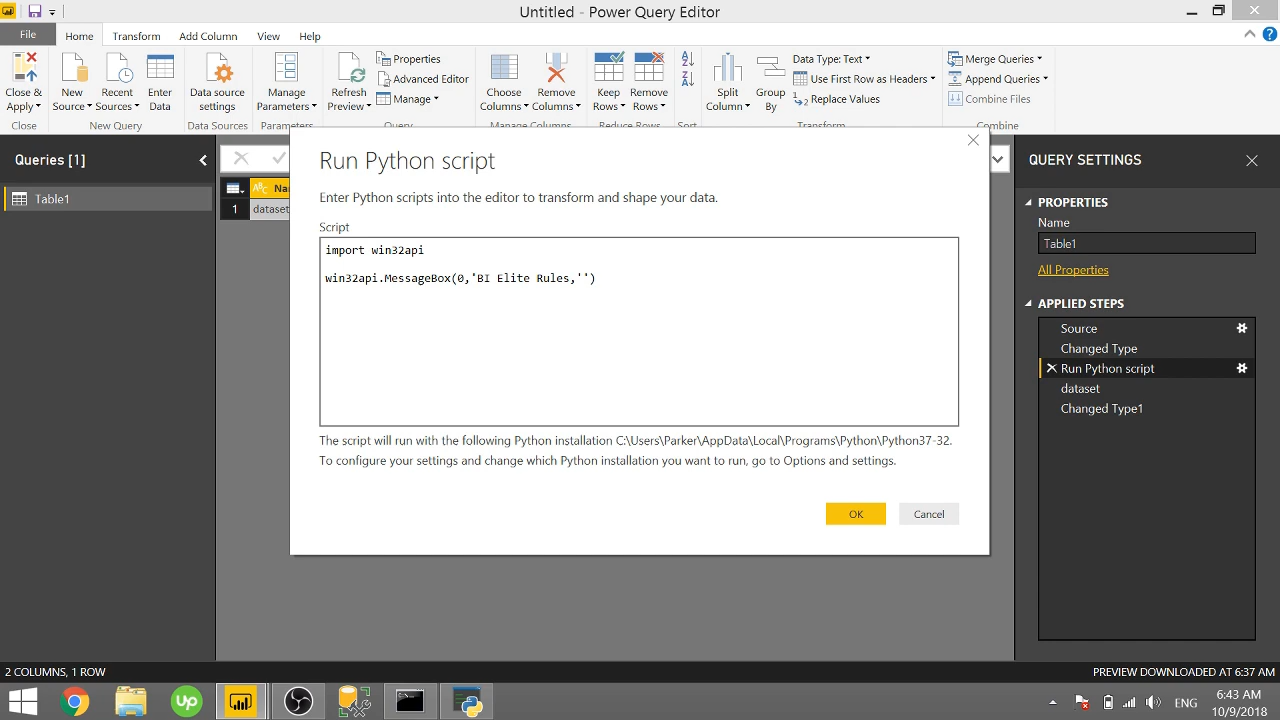 Untitled - Power Query Editor
File Home Transform Add Column View Help
Close & Apply
New Source
Recent Sources
Enter Data
Data source settings
Manage Parameters
Refresh Preview
Properties
Advanced Editor
Manage
Choose Columns
Remove Columns
Keep Rows
Remove Rows
Split Column
Group By
Data Type: Text
Use First Row as Headers
Replace Values
Merge Queries
Append Queries
Combine Files
Close New Query Data Sources Parameters Query Manage Columns Reduce Rows Sort Transform Combine
Queries [1]
Table1
Na
1 dataset
Run Python script
Enter Python scripts into the editor to transform and shape your data.
Script
import win32api
win32api.MessageBox(0,'BI Elite Rules,'')
The script will run with the following Python installation C:\Users\Parker\AppData\Local\Programs\Python\Python37-32.
To configure your settings and change which Python installation you want to run, go to Options and settings.
OK Cancel
QUERY SETTINGS
PROPERTIES
Name
Table1
All Properties
APPLIED STEPS
Source
Changed Type
Run Python script
dataset
Changed Type1
2 COLUMNS, 1 ROW
PREVIEW DOWNLOADED AT 6:37 AM
ENG
6:43 AM
10/9/2018